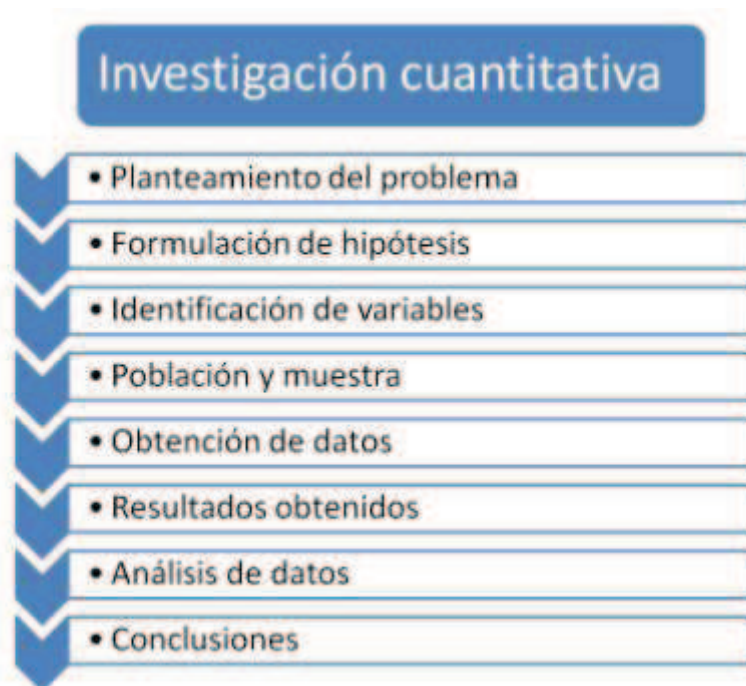 Investigación cuantitativa
• Planteamiento del problema
• Formulación de hipótesis
• Identificación de variables
• Población y muestra
• Obtención de datos
• Resultados obtenidos
• Análisis de datos
• Conclusiones